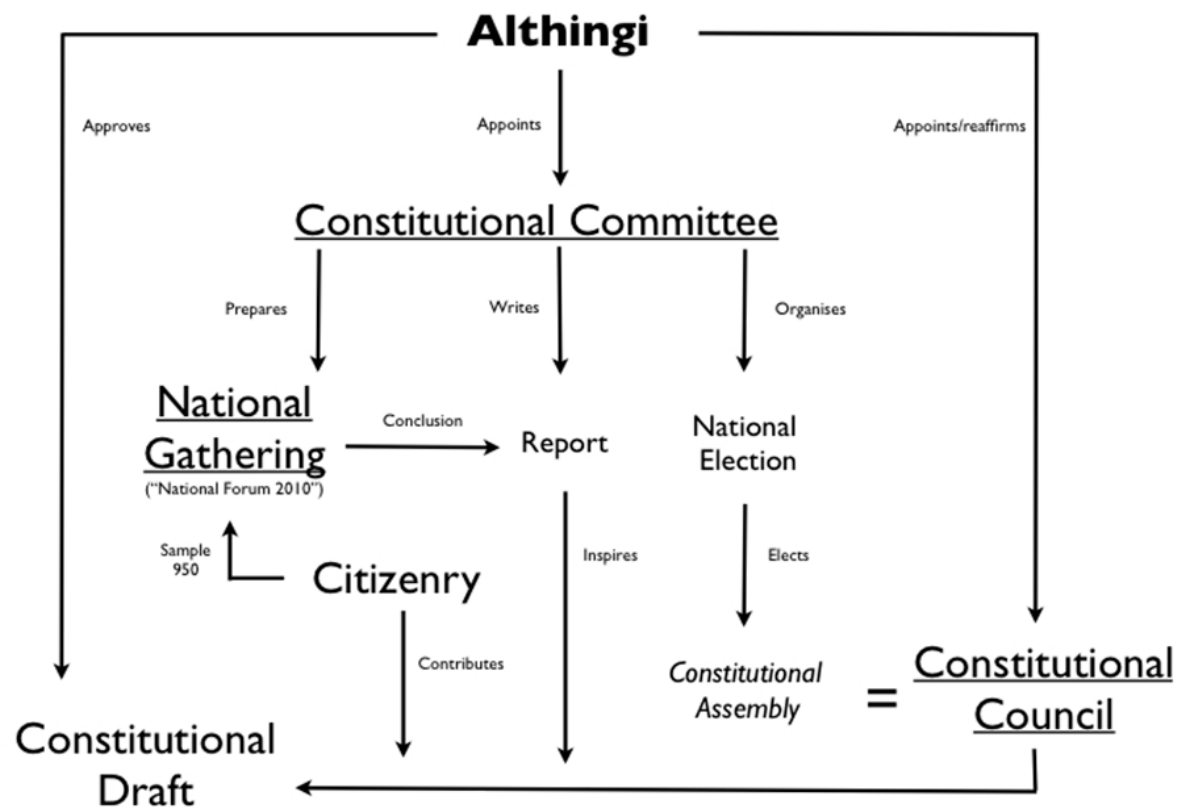 Althingi
Approves
Appoints
Appoints/reaffirms
Constitutional Committee
Prepares
Writes
Organises
National
Gathering
("National Forum 2010")
Conclusion
Report
National
Election
Sample
950
Citizenry
Inspires
Elects
Contributes
Constitutional
Assembly
=
Constitutional
Council
Constitutional
Draft